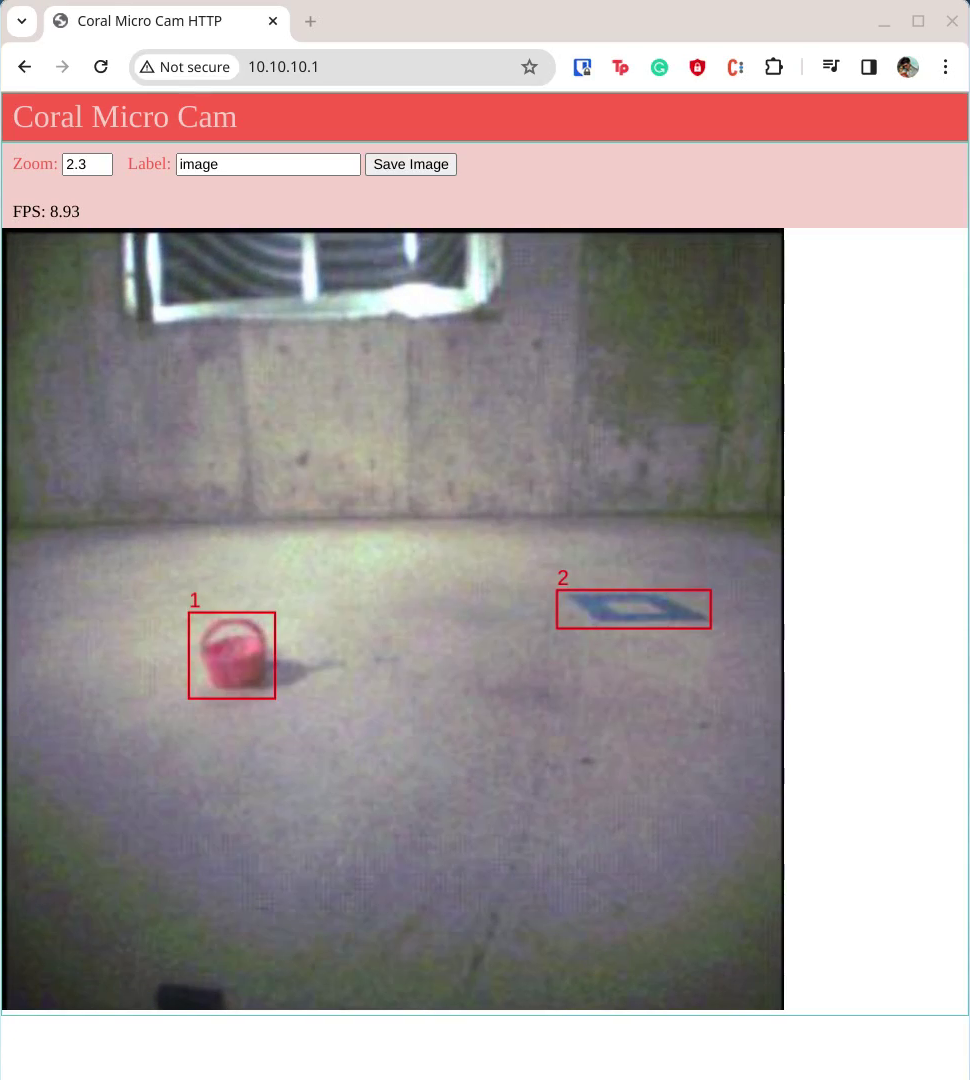 Coral Micro Cam HTTP
Not secure 10.10.10.1
Coral Micro Cam
Zoom: 2.3 Label: image Save Image
FPS: 8.93
2
1